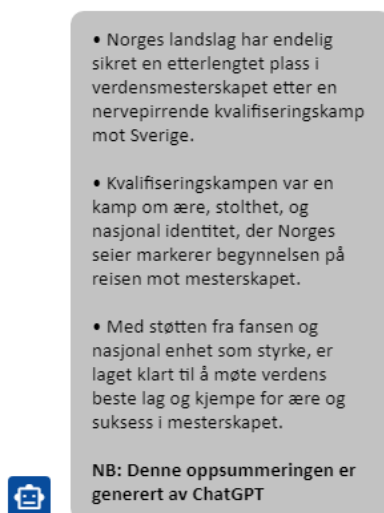 • Norges landslag har endelig
sikret en etterlengtet plass i
verdensmesterskapet etter en
nervepirrende kvalifiseringskamp
mot Sverige.
• Kvalifiseringskampen var en
kamp om ære, stolthet, og
nasjonal identitet, der Norges
seier markerer begynnelsen på
reisen mot mesterskapet.
• Med støtten fra fansen og
nasjonal enhet som styrke, er
laget klart til å møte verdens
beste lag og kjempe for ære og
suksess i mesterskapet.
NB: Denne oppsummeringen er
generert av ChatGPT